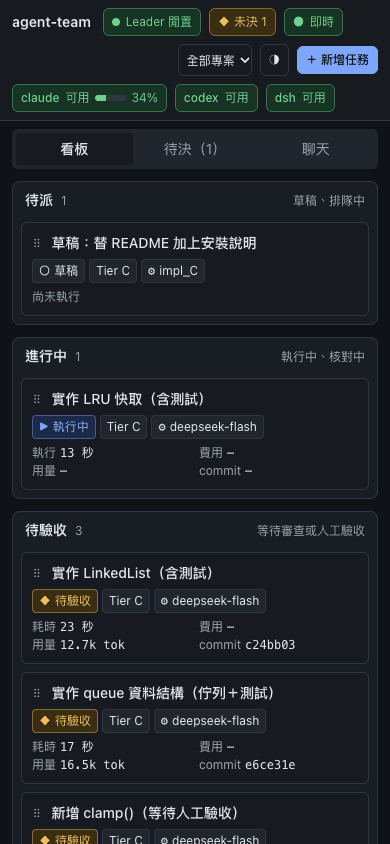 agent-team ● Leader 閒置 ◆ 未決 1 ● 即時
全部專案 ＋ 新增任務
claude 可用 34% codex 可用 dsh 可用
看板 待決（1） 聊天
待派 1 草稿、排隊中
草稿：替 README 加上安裝說明
○ 草稿 Tier C ⚙ impl_C
尚未執行
進行中 1 執行中、核對中
實作 LRU 快取（含測試）
▶ 執行中 Tier C ⚙ deepseek-flash
執行 13 秒 費用 —
用量 — commit —
待驗收 3 等待審查或人工驗收
實作 LinkedList（含測試）
◆ 待驗收 Tier C ⚙ deepseek-flash
耗時 23 秒 費用 —
用量 12.7k tok commit c24bb03
實作 queue 資料結構（佇列＋測試）
◆ 待驗收 Tier C ⚙ deepseek-flash
耗時 17 秒 費用 —
用量 16.5k tok commit e6ce31e
新增 clamp()（等待人工驗收）
◆ 待驗收 Tier C ⚙ deepseek-flash